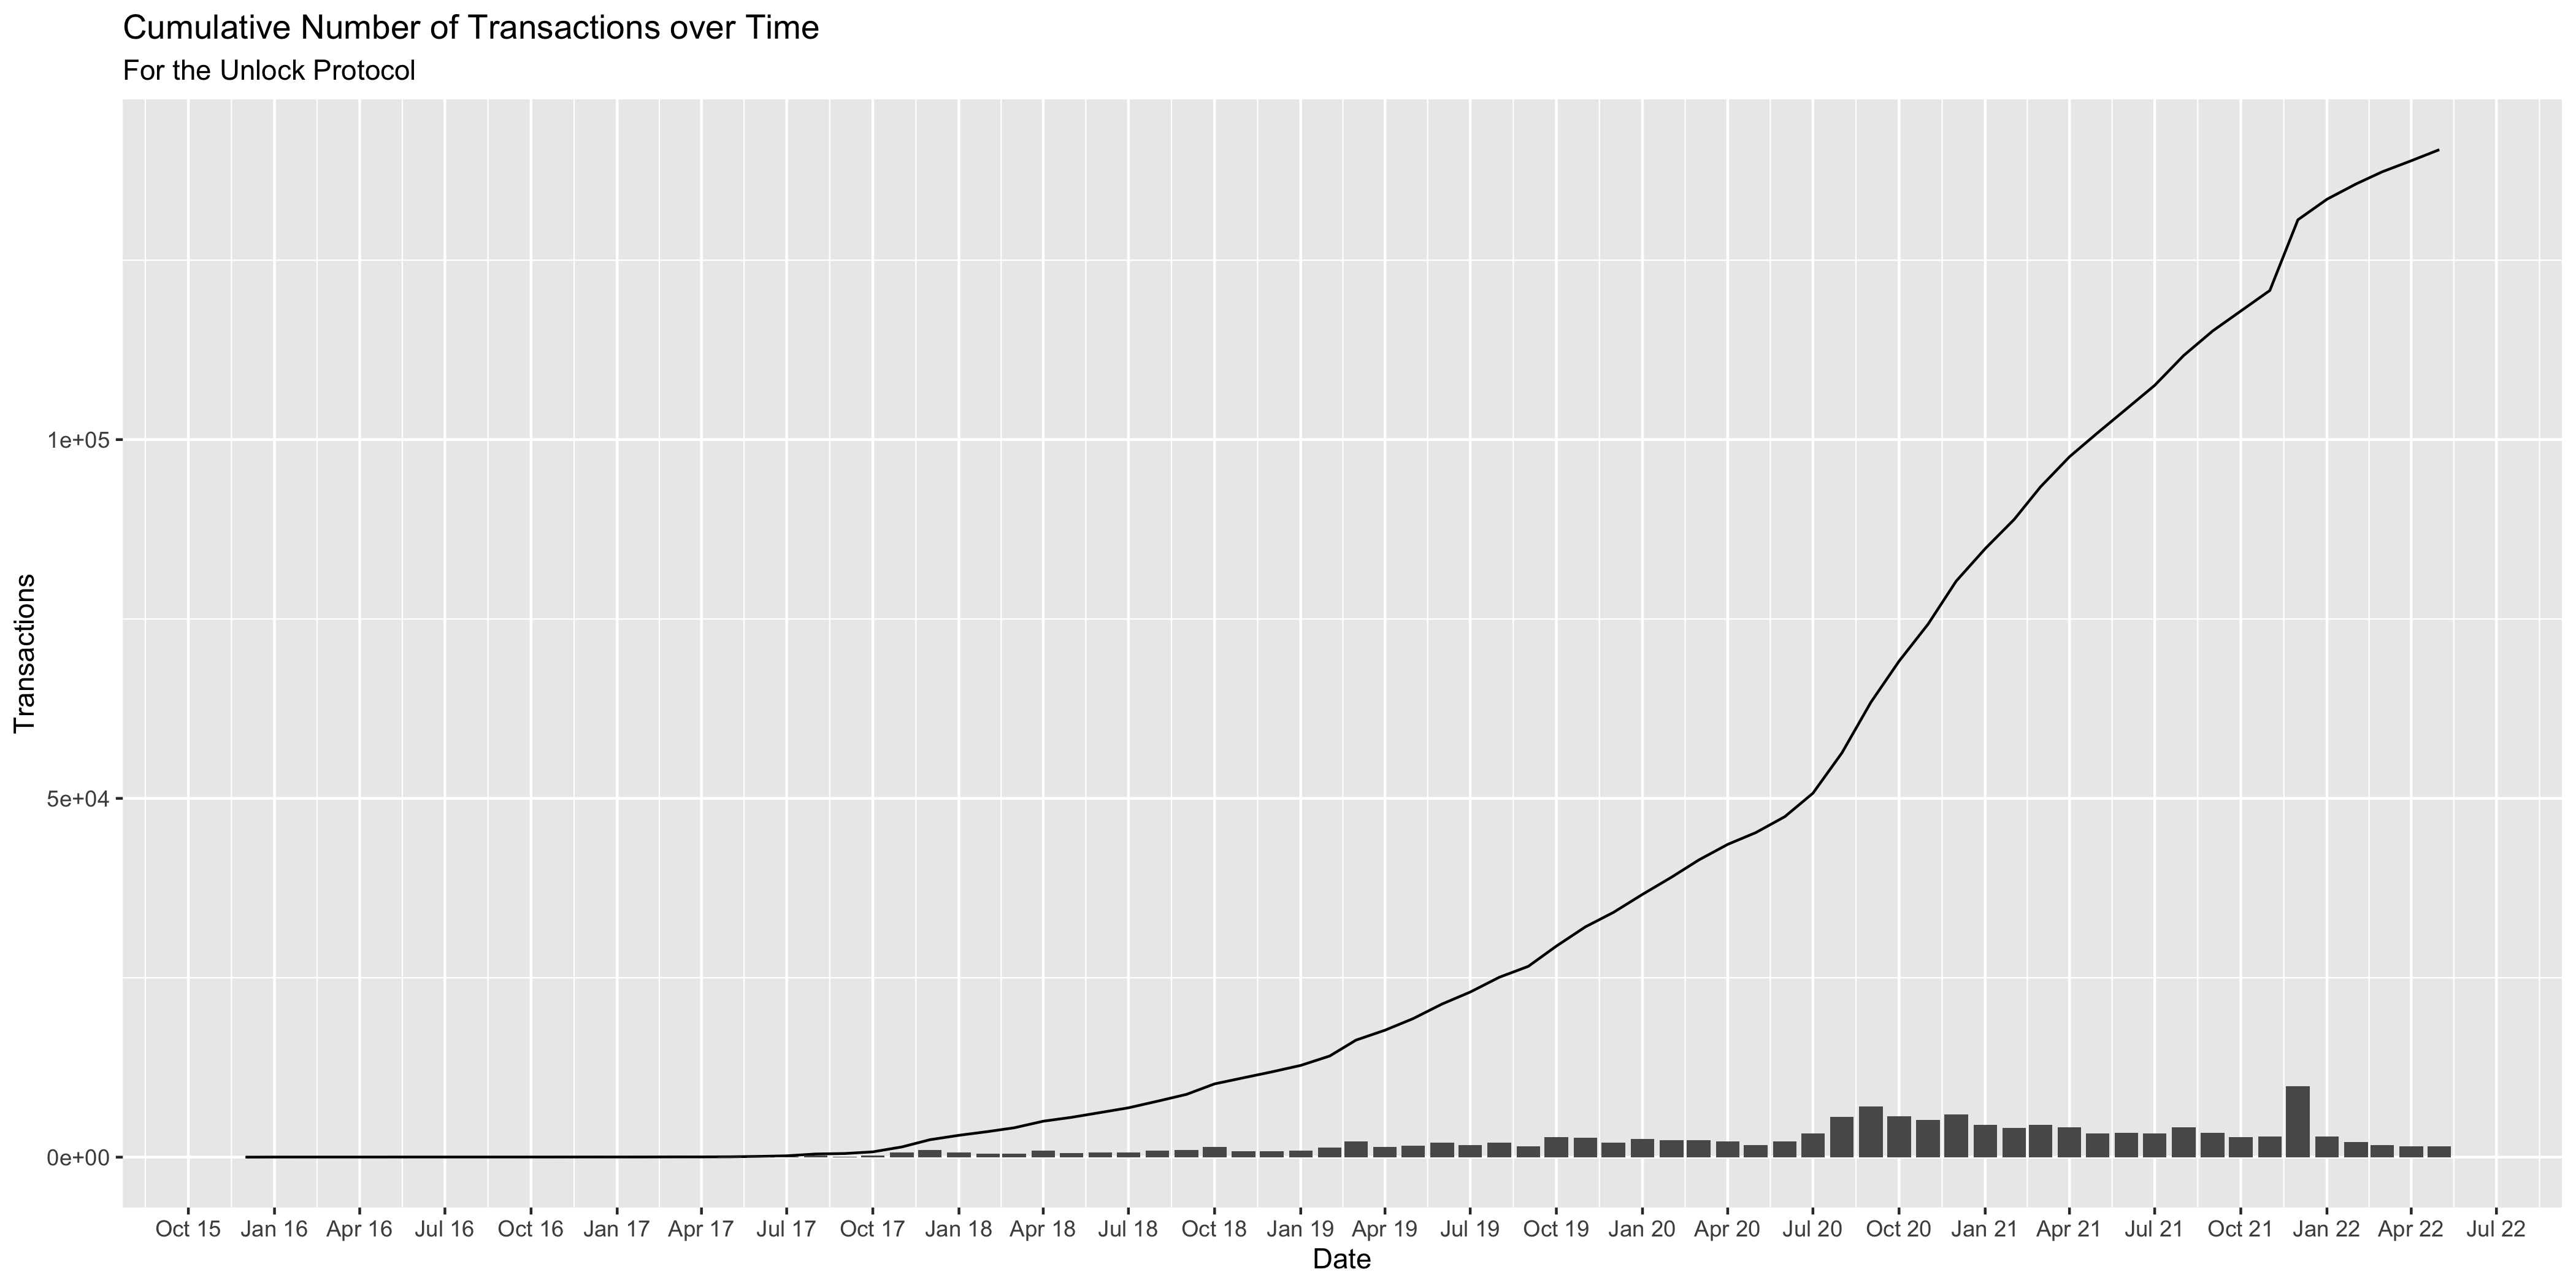 Cumulative Number of Transactions over Time
For the Unlock Protocol
Transactions
1e+05
5e+04
0e+00
Oct 15 Jan 16 Apr 16 Jul 16 Oct 16 Jan 17 Apr 17 Jul 17 Oct 17 Jan 18 Apr 18 Jul 18 Oct 18 Jan 19 Apr 19 Jul 19 Oct 19 Jan 20 Apr 20 Jul 20 Oct 20 Jan 21 Apr 21 Jul 21 Oct 21 Jan 22 Apr 22 Jul 22
Date